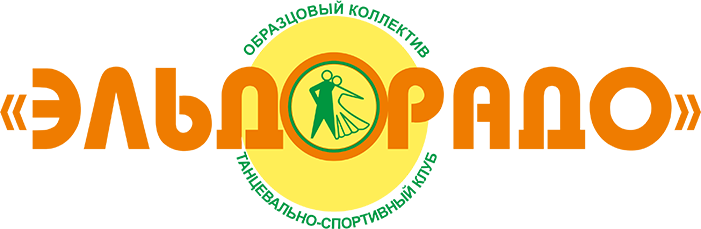 ОБРАЗЦОВЫЙ КОЛЛЕКТИВ
«ЭЛЬДОРАДО»
ТАНЦЕВАЛЬНО-СПОРТИВНЫЙ КЛУБ